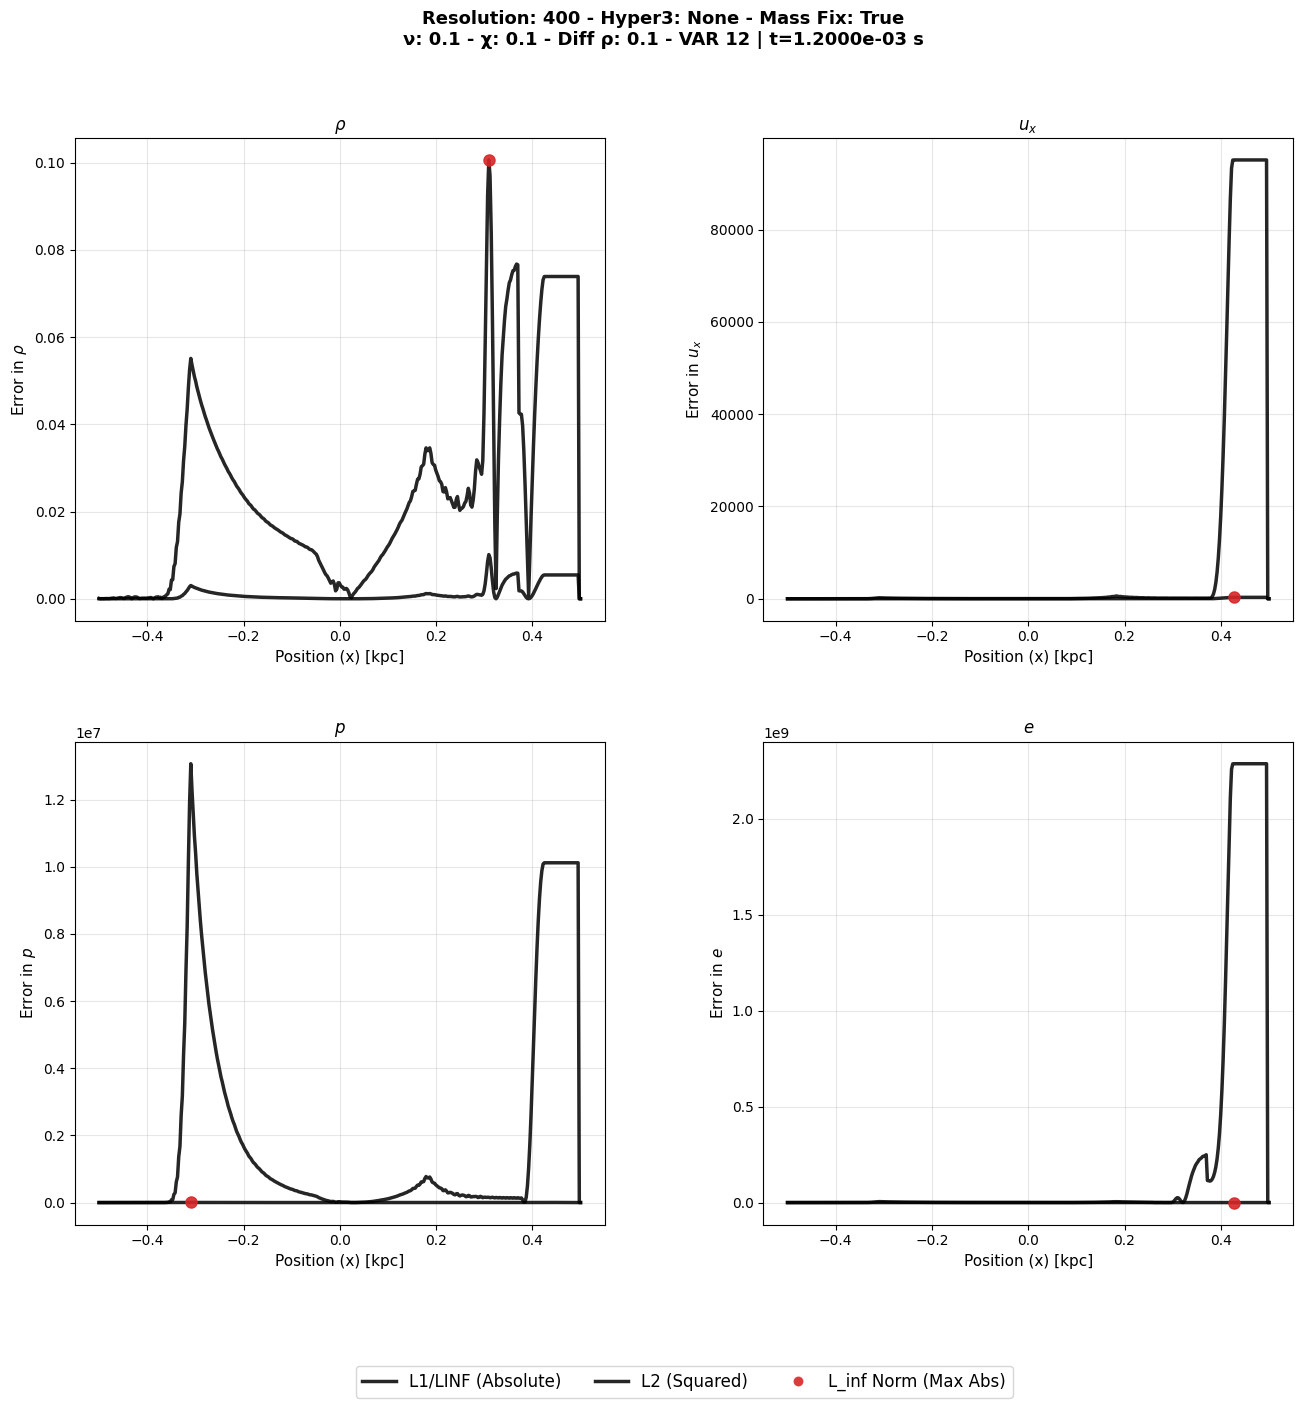 Resolution: 400 - Hyper3: None - Mass Fix: True
ν: 0.1 - χ: 0.1 - Diff ρ: 0.1 - VAR 12 | t=1.2000e-03 s
ρ
0.10
0.08
0.06
0.04
0.02
0.00
Error in ρ
−0.4 −0.2 0.0 0.2 0.4
Position (x) [kpc]
u_x
80000
60000
40000
20000
0
Error in u_x
−0.4 −0.2 0.0 0.2 0.4
Position (x) [kpc]
p
1e7
1.2
1.0
0.8
0.6
0.4
0.2
0.0
Error in p
−0.4 −0.2 0.0 0.2 0.4
Position (x) [kpc]
e
1e9
2.0
1.5
1.0
0.5
0.0
Error in e
−0.4 −0.2 0.0 0.2 0.4
Position (x) [kpc]
L1/LINF (Absolute) L2 (Squared) L_inf Norm (Max Abs)